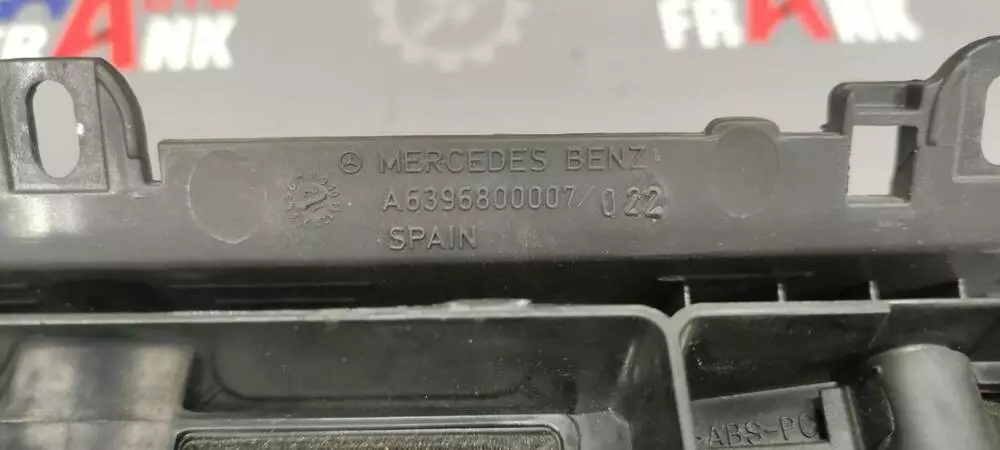 FRANK
FRANK
MERCEDES BENZ
A6396800007/022
SPAIN
>ABS-PC